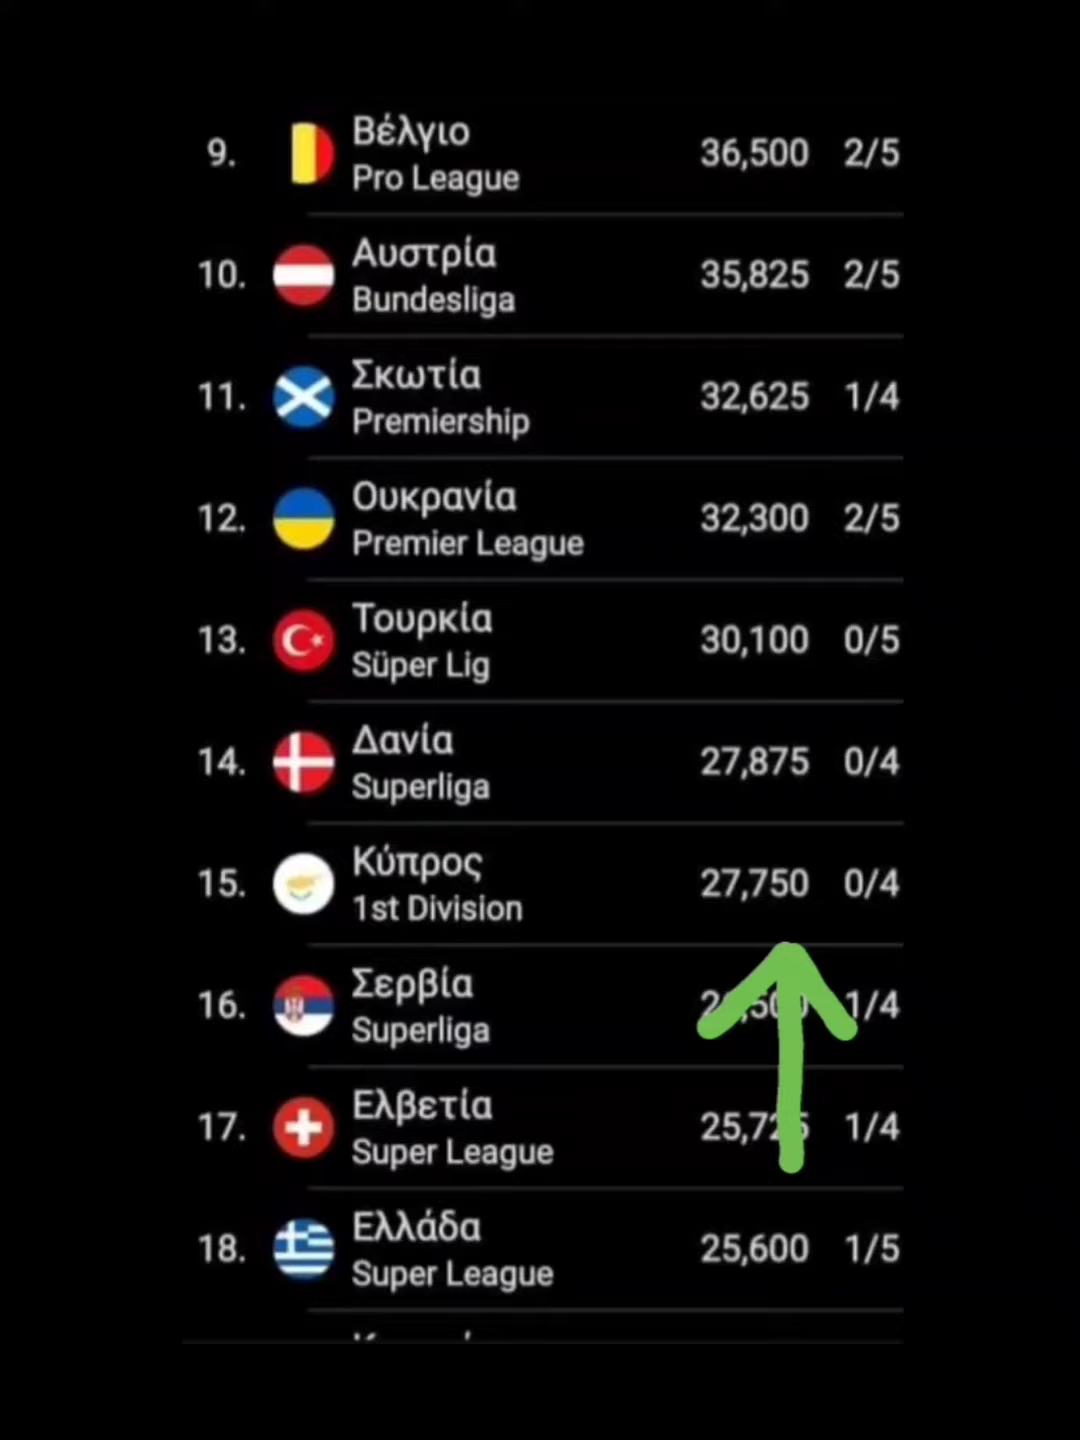 9. Βέλγιο 36,500 2/5
Pro League
10. Αυστρία 35,825 2/5
Bundesliga
11. Σκωτία 32,625 1/4
Premiership
12. Ουκρανία 32,300 2/5
Premier League
13. Τουρκία 30,100 0/5
Süper Lig
14. Δανία 27,875 0/4
Superliga
15. Κύπρος 27,750 0/4
1st Division
16. Σερβία 1/4
Superliga
17. Ελβετία 25,725 1/4
Super League
18. Ελλάδα 25,600 1/5
Super League